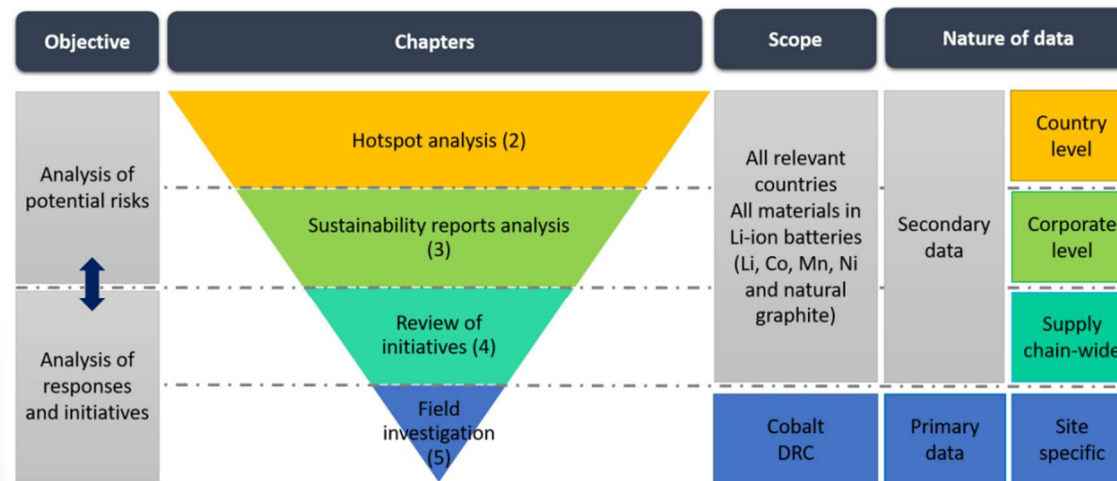 Objective
Chapters
Scope
Nature of data
Analysis of
potential risks
Analysis of
responses
and initiatives
Hotspot analysis (2)
Sustainability reports analysis
(3)
Review of
initiatives (4)
Field
investigation
(5)
All relevant
countries
All materials in
Li-ion batteries
(Li, Co, Mn, Ni
and natural
graphite)
Cobalt
DRC
Secondary
data
Primary
data
Country
level
Corporate
level
Supply
chain-wide
Site
specific